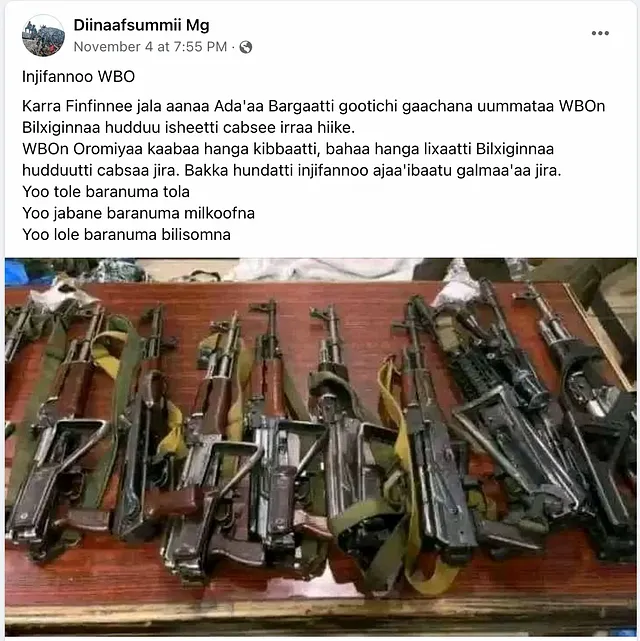 Diinaafsummii Mg
November 4 at 7:55 PM ·
Injifannoo WBO
Karra Finfinnee jala aanaa Ada'aa Bargaatti gootichi gaachana uummataa WBOn
Bilxiginnaa hudduu isheetti cabsee irraa hiike.
WBOn Oromiyaa kaabaa hanga kibbaatti, bahaa hanga lixaatti Bilxiginnaa
hudduutti cabsaa jira. Bakka hundatti injifannoo ajaa'ibaatu galmaa'aa jira.
Yoo tole baranuma tola
Yoo jabane baranuma milkoofna
Yoo lole baranuma bilisomna